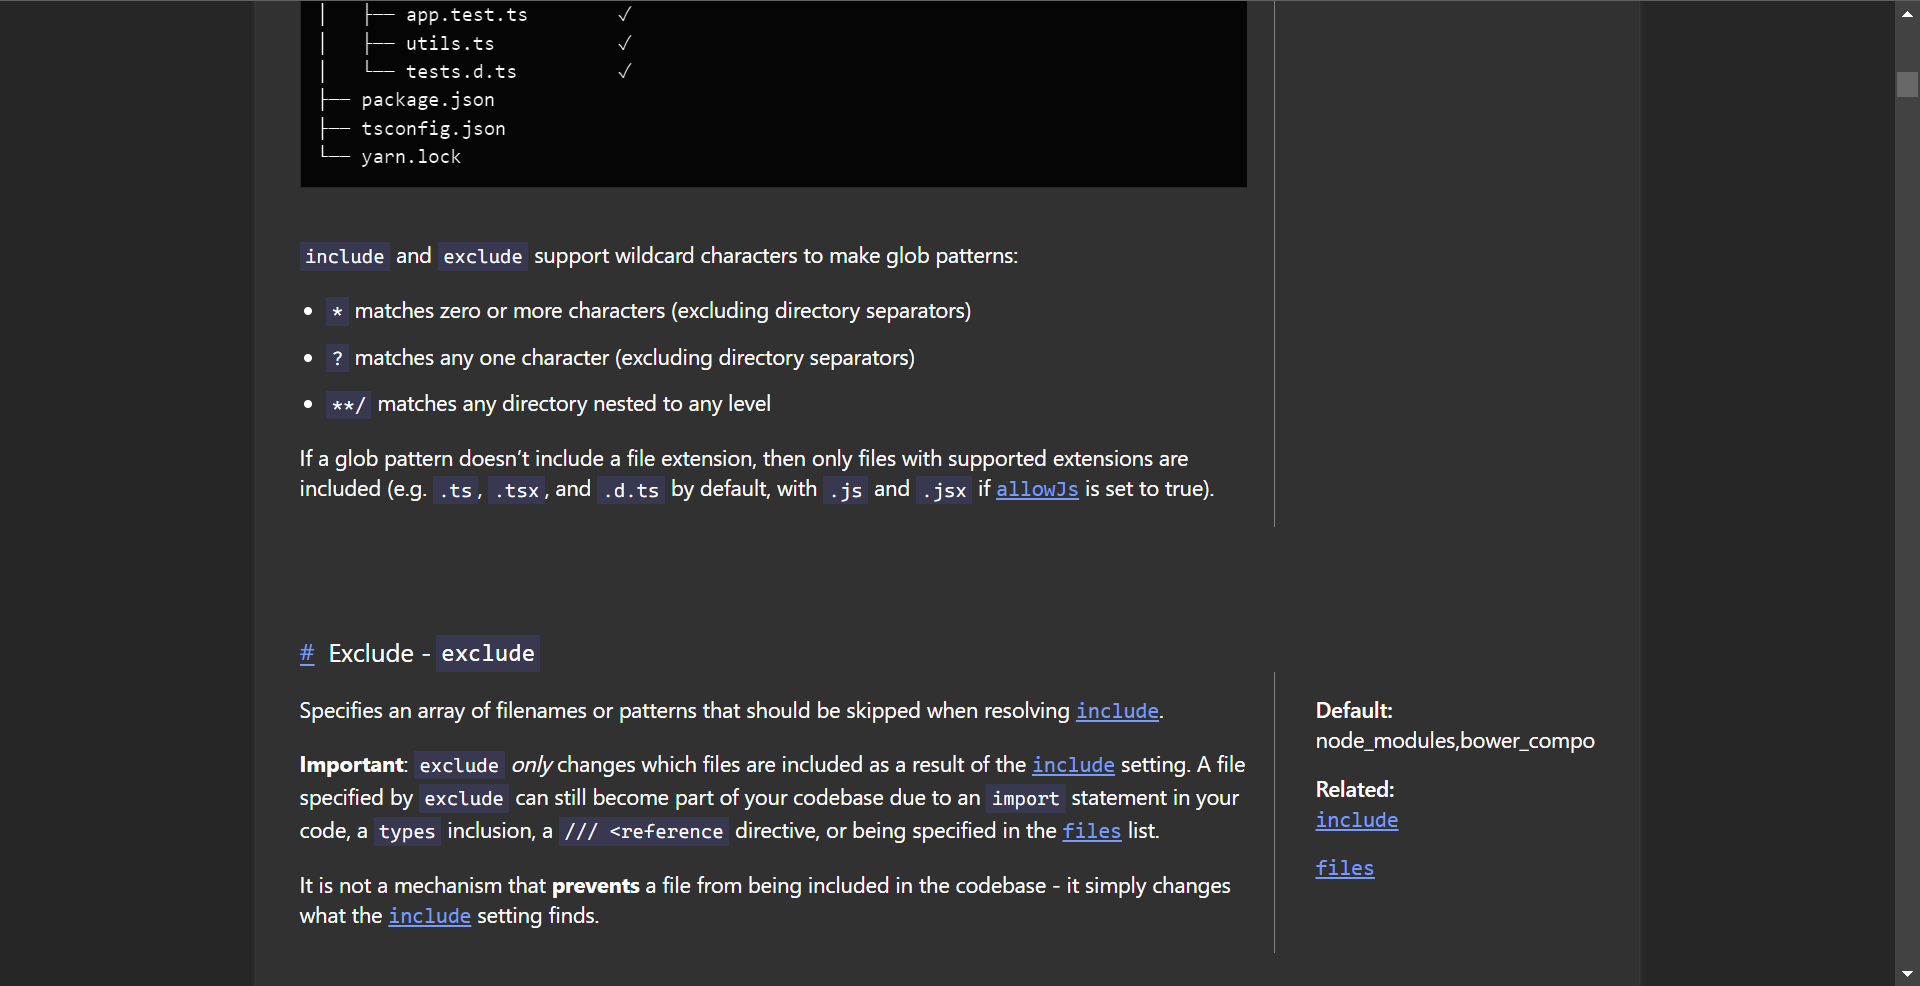 │   ├── app.test.ts        ✓
│   ├── utils.ts           ✓
│   └── tests.d.ts         ✓
├── package.json
├── tsconfig.json
└── yarn.lock
include and exclude support wildcard characters to make glob patterns:
• * matches zero or more characters (excluding directory separators)
• ? matches any one character (excluding directory separators)
• **/ matches any directory nested to any level
If a glob pattern doesn’t include a file extension, then only files with supported extensions are
included (e.g. .ts, .tsx, and .d.ts by default, with .js and .jsx if allowJs is set to true).
# Exclude - exclude
Specifies an array of filenames or patterns that should be skipped when resolving include.
Important: exclude only changes which files are included as a result of the include setting. A file
specified by exclude can still become part of your codebase due to an import statement in your
code, a types inclusion, a /// <reference directive, or being specified in the files list.
It is not a mechanism that prevents a file from being included in the codebase - it simply changes
what the include setting finds.
Default:
node_modules,bower_compo
Related:
include
files